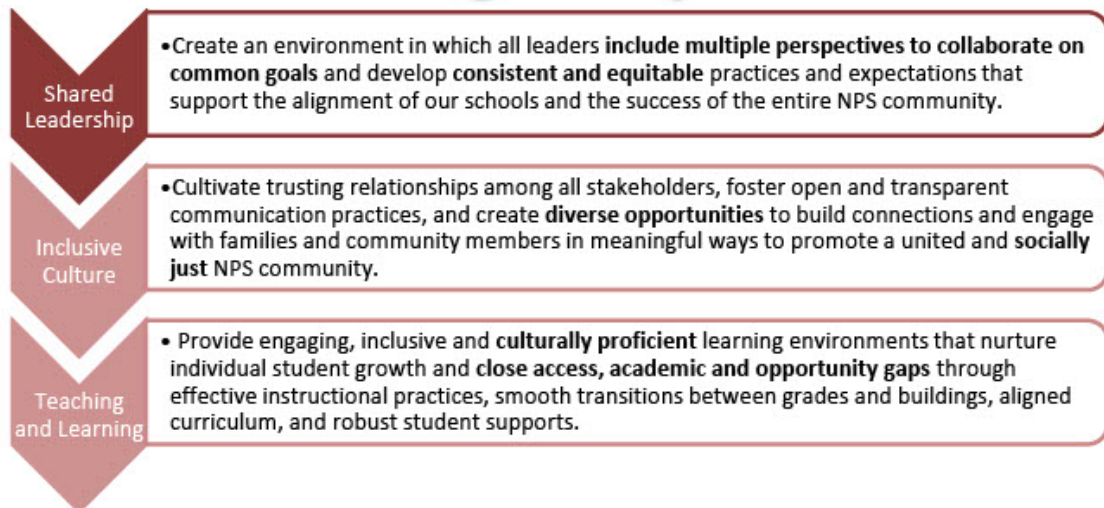 Shared
Leadership
•Create an environment in which all leaders include multiple perspectives to collaborate on
common goals and develop consistent and equitable practices and expectations that
support the alignment of our schools and the success of the entire NPS community.
Inclusive
Culture
•Cultivate trusting relationships among all stakeholders, foster open and transparent
communication practices, and create diverse opportunities to build connections and engage
with families and community members in meaningful ways to promote a united and socially
just NPS community.
Teaching
and Learning
• Provide engaging, inclusive and culturally proficient learning environments that nurture
individual student growth and close access, academic and opportunity gaps through
effective instructional practices, smooth transitions between grades and buildings, aligned
curriculum, and robust student supports.